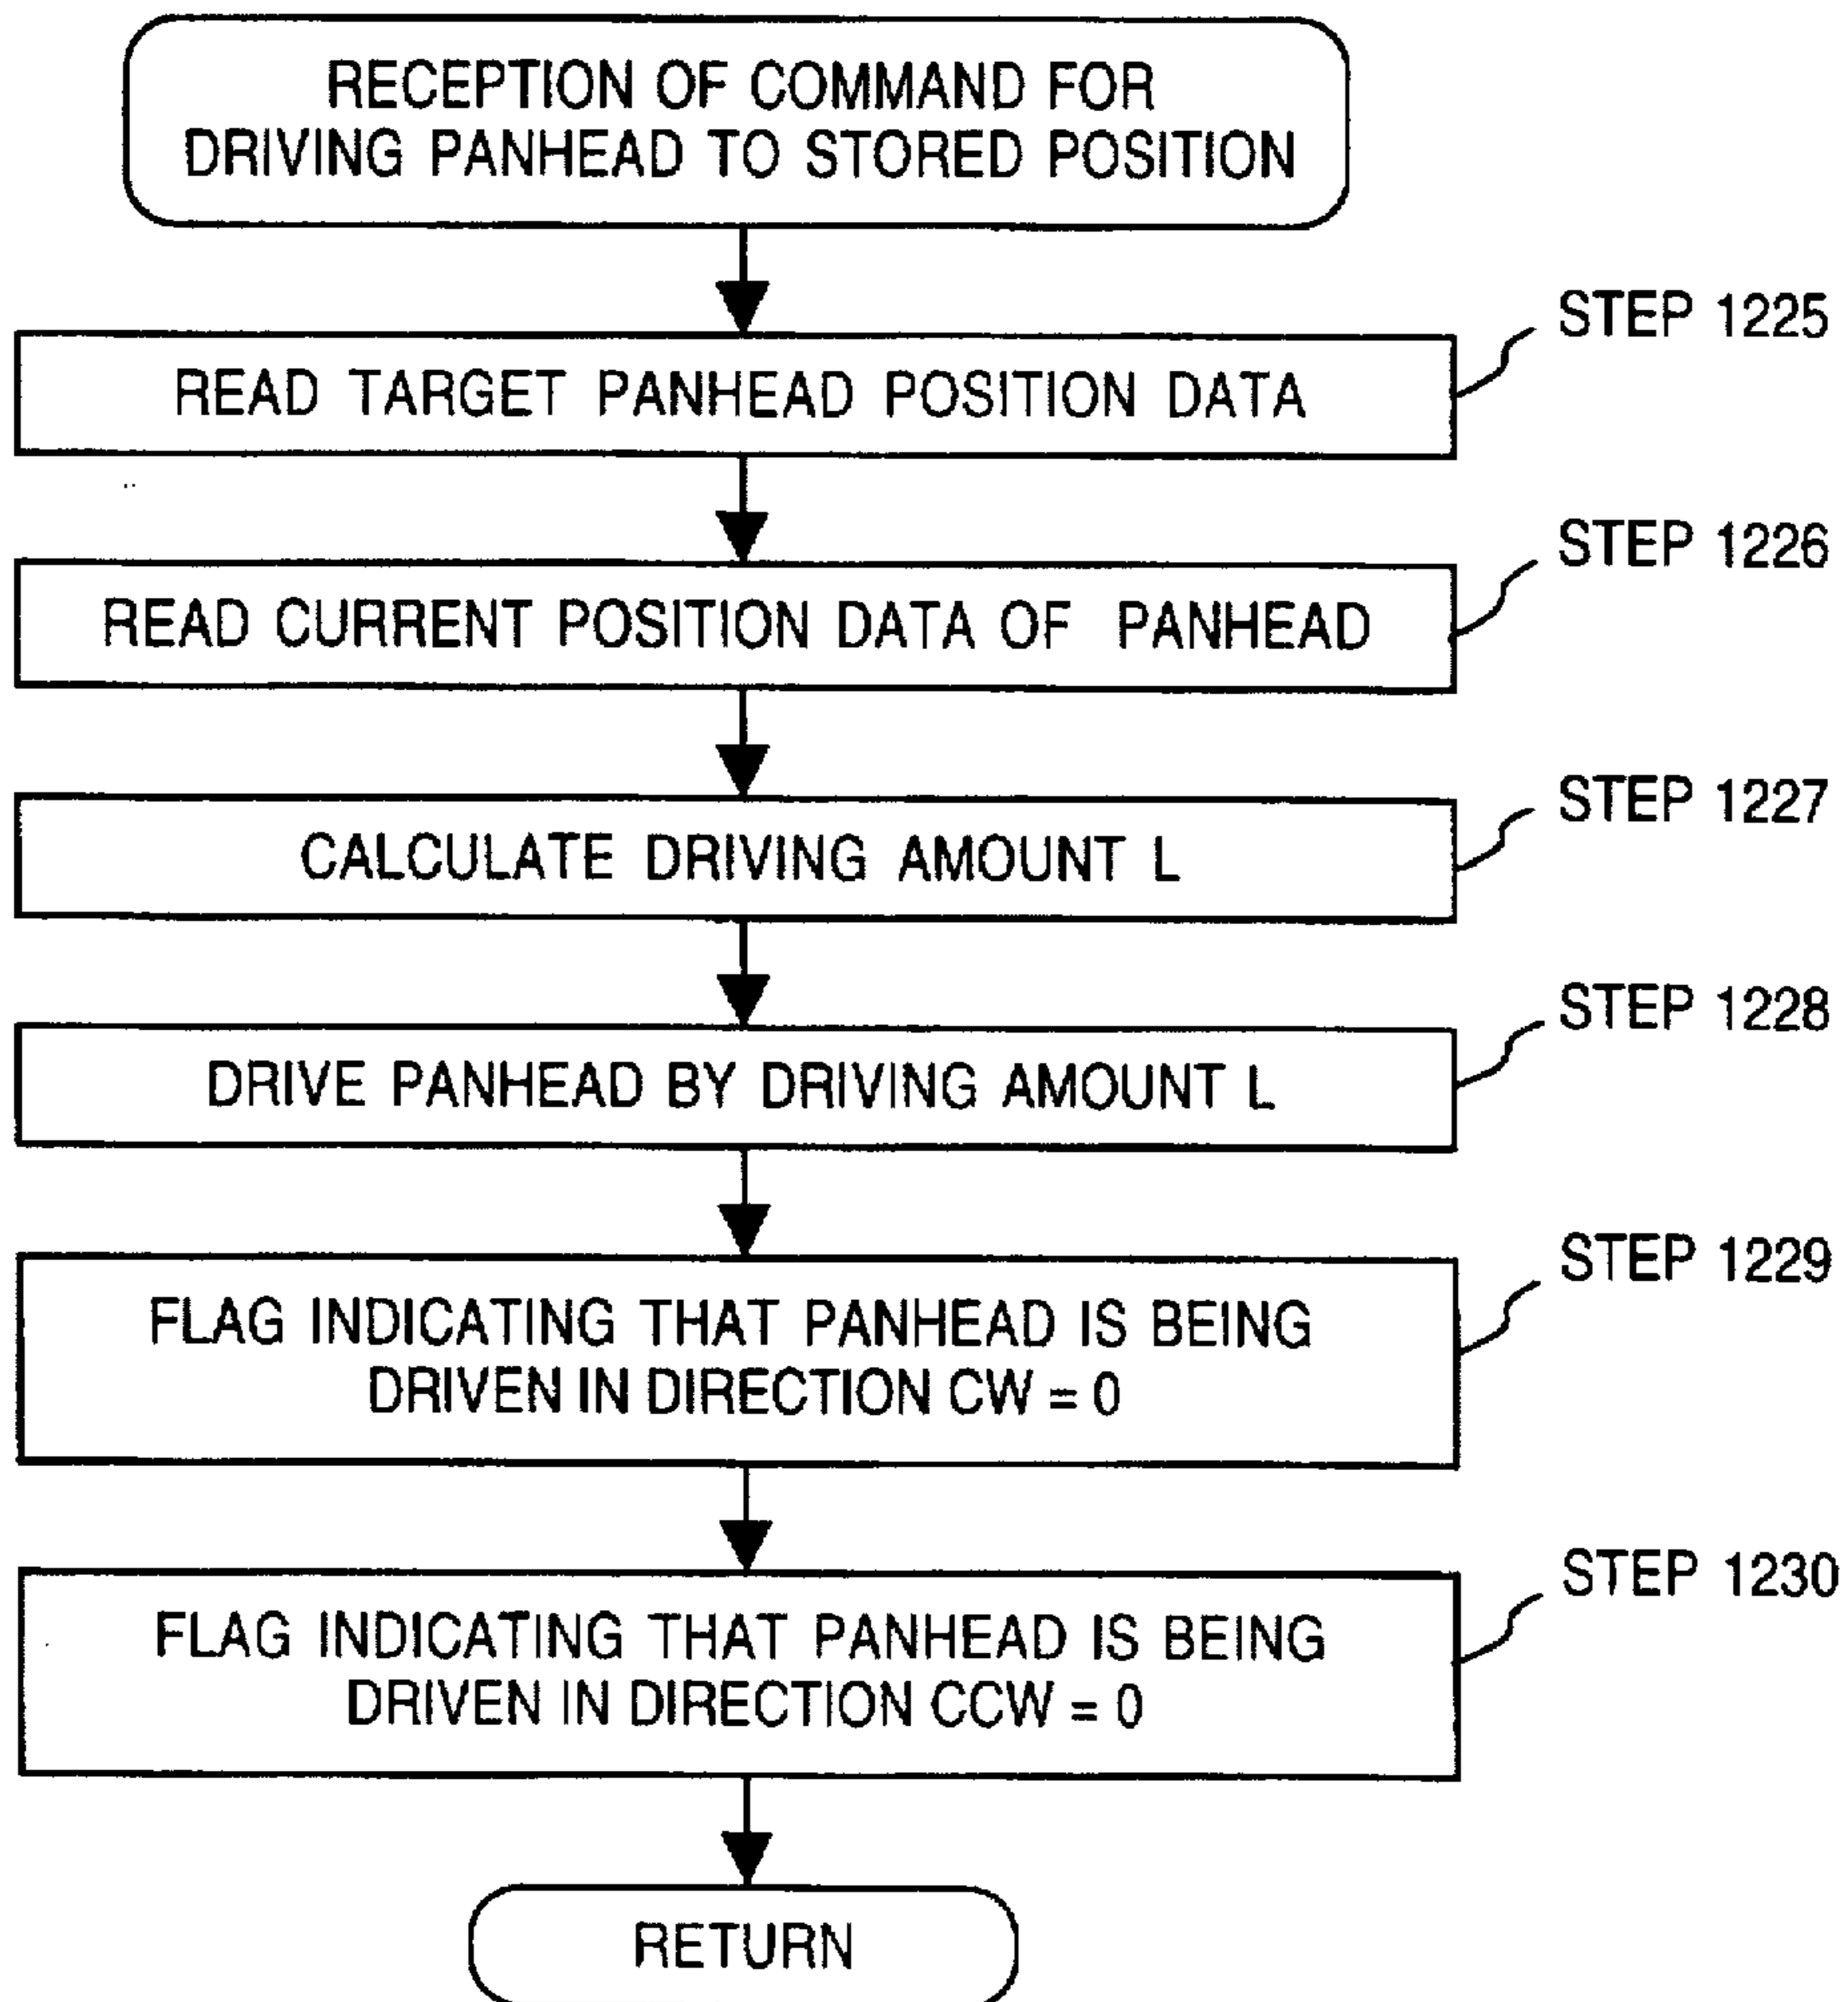 RECEPTION OF COMMAND FOR
DRIVING PANHEAD TO STORED POSITION
STEP 1225
READ TARGET PANHEAD POSITION DATA
STEP 1226
READ CURRENT POSITION DATA OF PANHEAD
STEP 1227
CALCULATE DRIVING AMOUNT L
STEP 1228
DRIVE PANHEAD BY DRIVING AMOUNT L
STEP 1229
FLAG INDICATING THAT PANHEAD IS BEING
DRIVEN IN DIRECTION CW = 0
STEP 1230
FLAG INDICATING THAT PANHEAD IS BEING
DRIVEN IN DIRECTION CCW = 0
RETURN